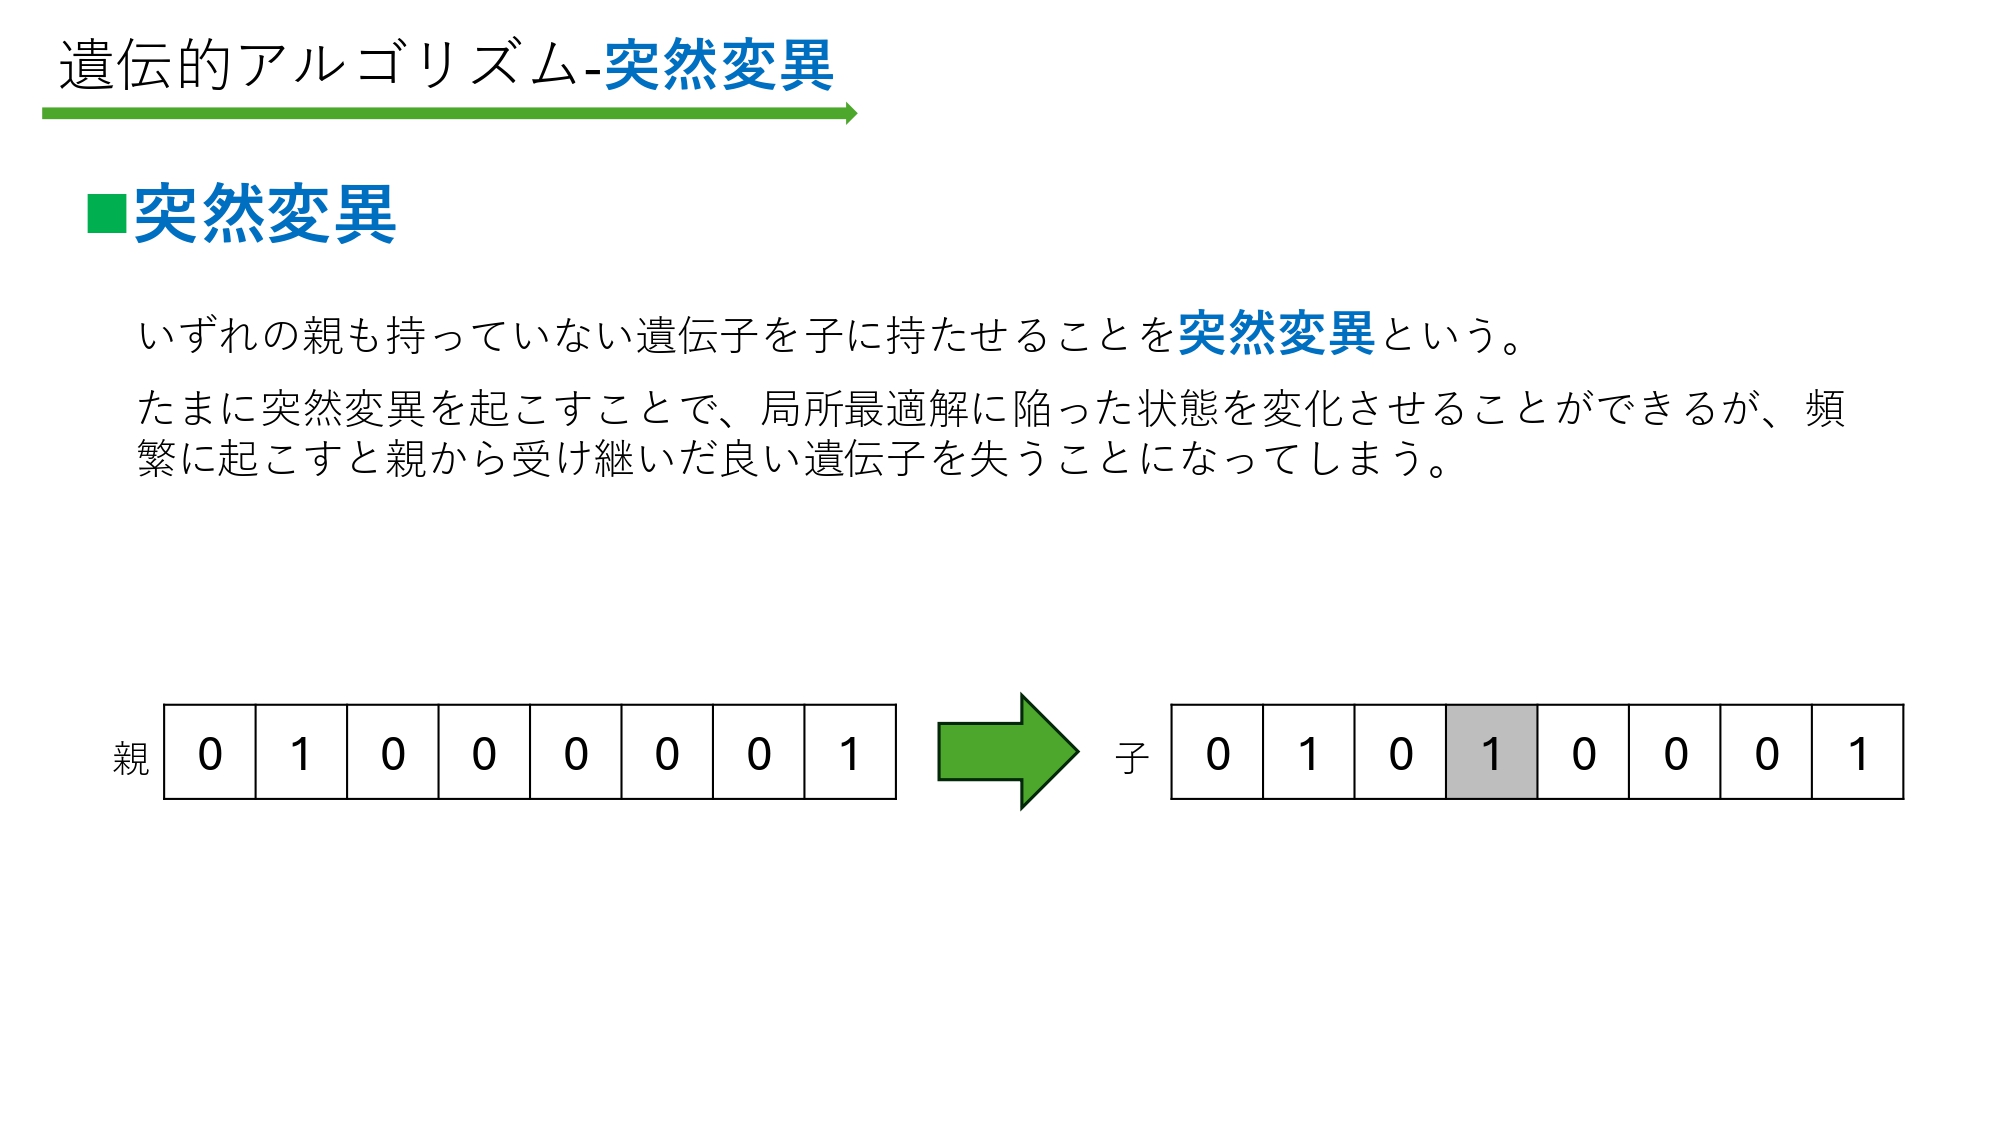 遺伝的アルゴリズム-突然変異
■突然変異
いずれの親も持っていない遺伝子を子に持たせることを突然変異という。
たまに突然変異を起こすことで、局所最適解に陥った状態を変化させることができるが、頻
繁に起こすと親から受け継いだ良い遺伝子を失うことになってしまう。
親 0 1 0 0 0 0 0 1 子 0 1 0 1 0 0 0 1